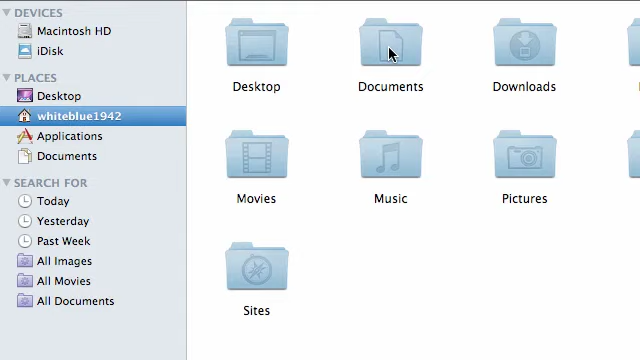 DEVICES
Macintosh HD
iDisk
PLACES
Desktop
whiteblue1942
Applications
Documents
SEARCH FOR
Today
Yesterday
Past Week
All Images
All Movies
All Documents
Desktop Documents Downloads
Movies Music Pictures
Sites